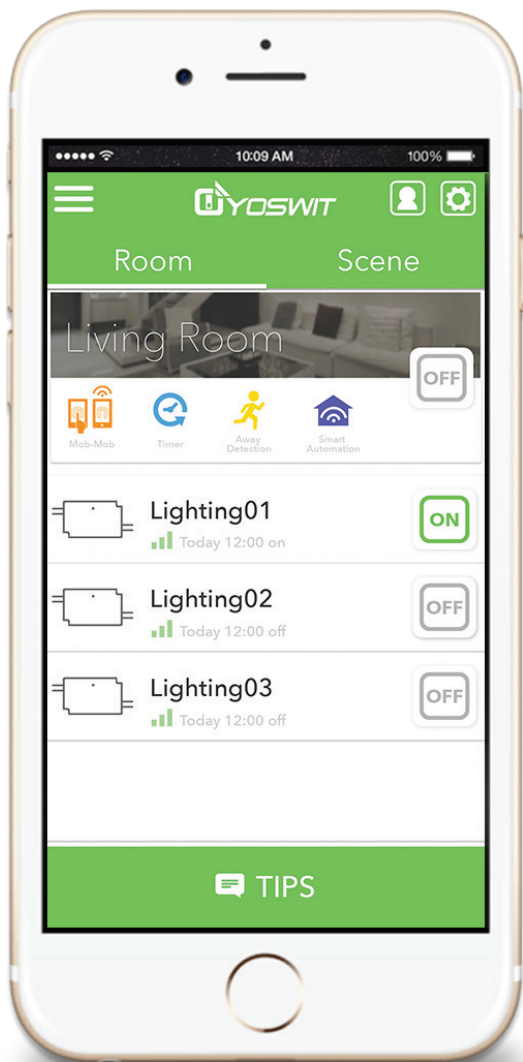 10:09 AM 100%
YOSWIT
Room Scene
Living Room
OFF
Mob-Mob Timer Away Detection Smart Automation
Lighting01
Today 12:00 on
ON
Lighting02
Today 12:00 off
OFF
Lighting03
Today 12:00 off
OFF
TIPS